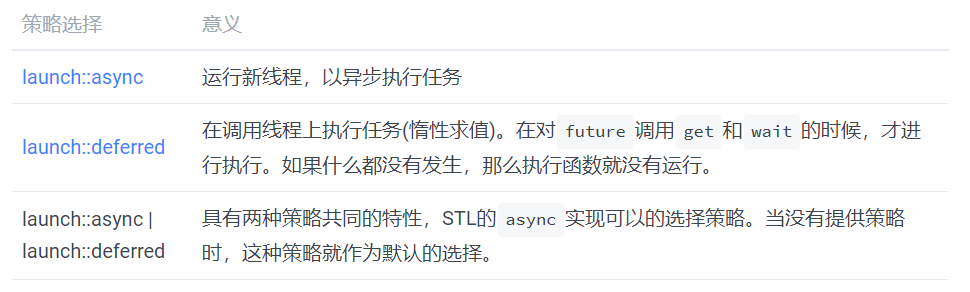 策略选择 意义
launch::async 运行新线程，以异步执行任务
launch::deferred 在调用线程上执行任务(惰性求值)。在对 future 调用 get 和 wait 的时候，才进
行执行。如果什么都没有发生，那么执行函数就没有运行。
launch::async | 具有两种策略共同的特性，STL的 async 实现可以的选择策略。当没有提供策略
launch::deferred 时，这种策略就作为默认的选择。